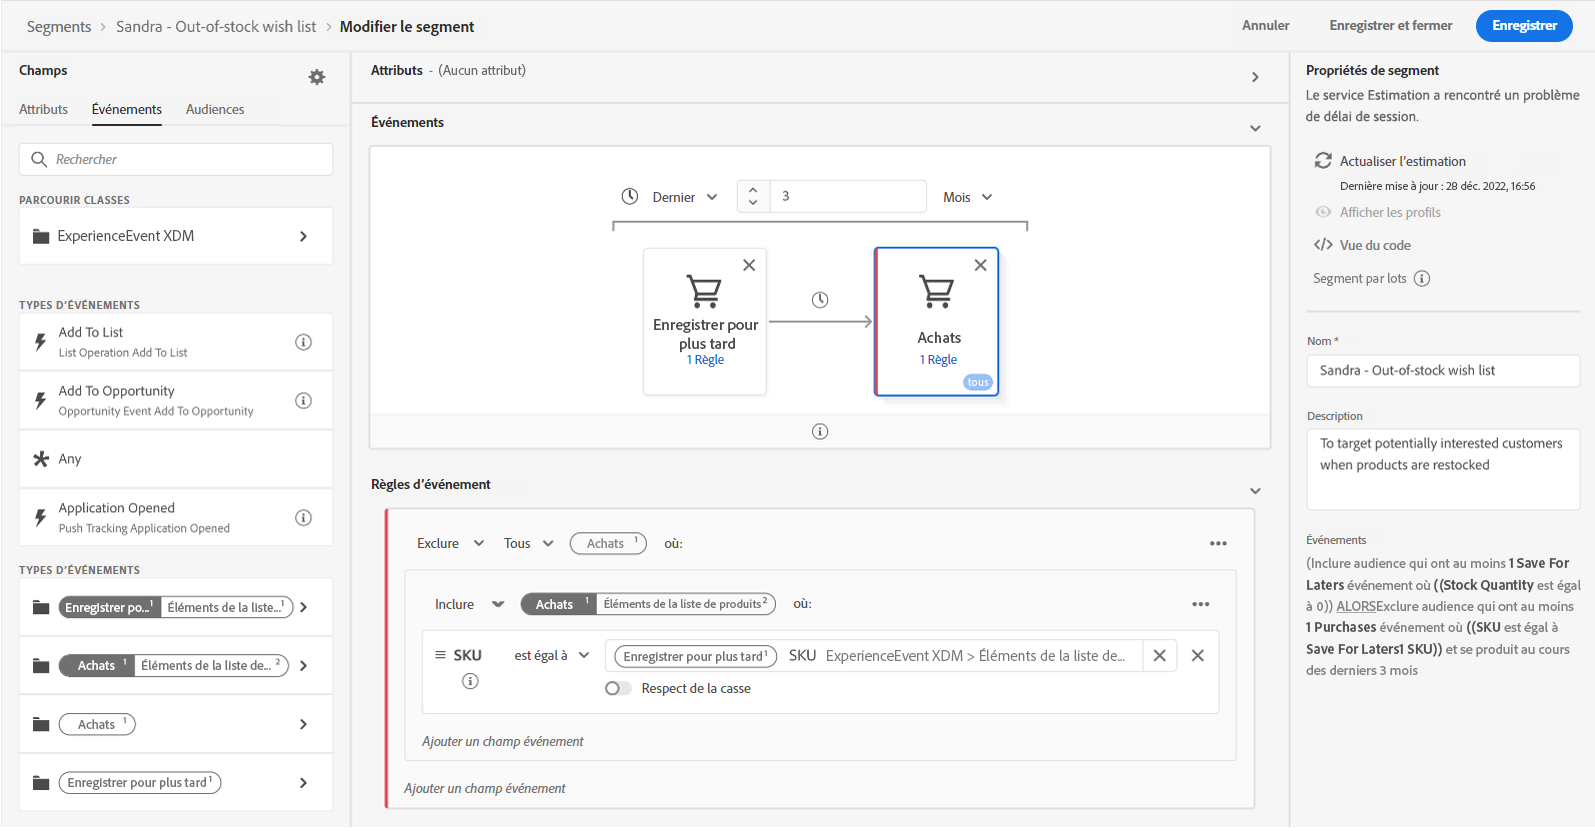 Segments > Sandra - Out-of-stock wish list > Modifier le segment
Annuler
Enregistrer et fermer
Enregistrer
Champs
Attributs
Événements
Audiences
Rechercher
PARCOURIR CLASSES
ExperienceEvent XDM
TYPES D'ÉVÉNEMENTS
Add To List
List Operation Add To List
Add To Opportunity
Opportunity Event Add To Opportunity
Any
Application Opened
Push Tracking Application Opened
TYPES D'ÉVÉNEMENTS
Enregistrer po...1 Éléments de la liste...1
Achats 1 Éléments de la liste de... 2
Achats 1
Enregistrer pour plus tard 1
Attributs - (Aucun attribut)
Événements
Dernier
3
Mois
Enregistrer pour
plus tard
1 Règle
Achats
1 Règle
tous
Règles d'événement
Exclure Tous Achats 1 où:
Inclure Achats 1 Éléments de la liste de produits 2 où:
SKU est égal à Enregistrer pour plus tard 1 SKU ExperienceEvent XDM > Éléments de la liste de...
Respect de la casse
Ajouter un champ événement
Ajouter un champ événement
Propriétés de segment
Le service Estimation a rencontré un problème
de délai de session.
Actualiser l'estimation
Dernière mise à jour : 28 déc. 2022, 16:56
Afficher les profils
</> Vue du code
Segment par lots
Nom *
Sandra - Out-of-stock wish list
Description
To target potentially interested customers
when products are restocked
Événements
(Inclure audience qui ont au moins 1 Save For
Laters événement où ((Stock Quantity est égal
à 0)) ALORSExclure audience qui ont au moins
1 Purchases événement où ((SKU est égal à
Save For Laters1 SKU)) et se produit au cours
des derniers 3 mois